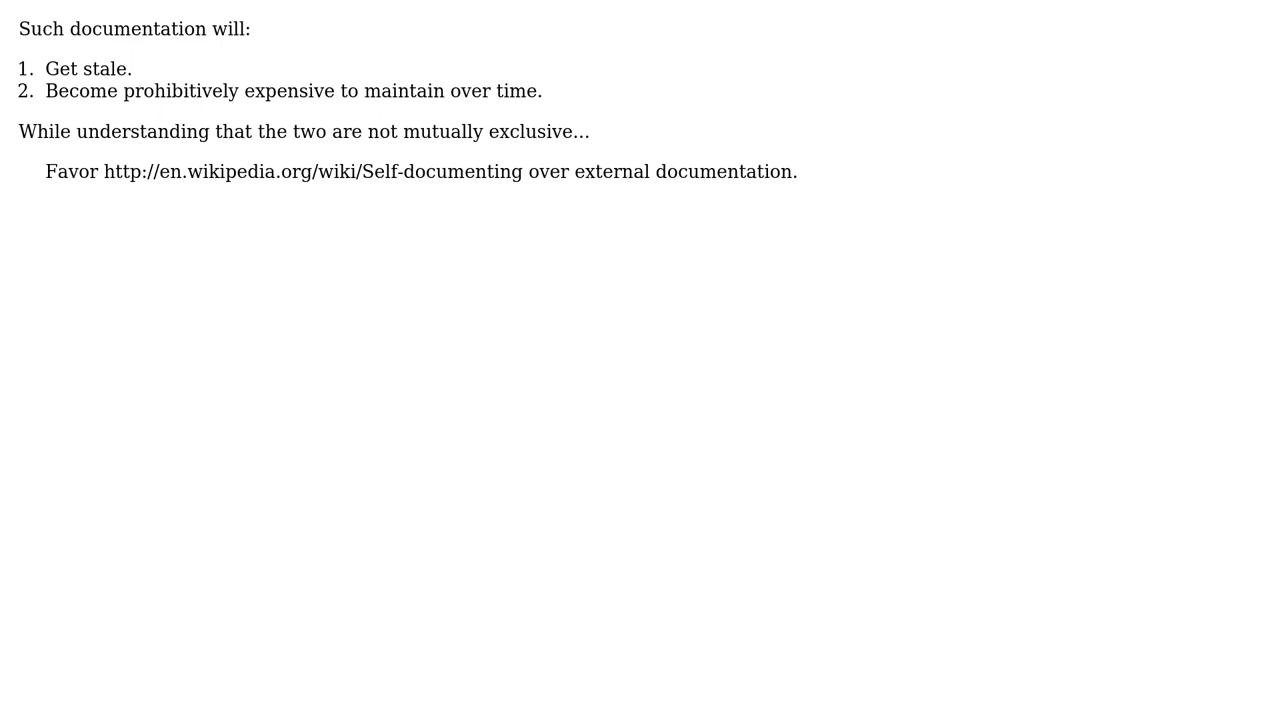 Such documentation will:
1. Get stale.
2. Become prohibitively expensive to maintain over time.
While understanding that the two are not mutually exclusive...
Favor http://en.wikipedia.org/wiki/Self-documenting over external documentation.